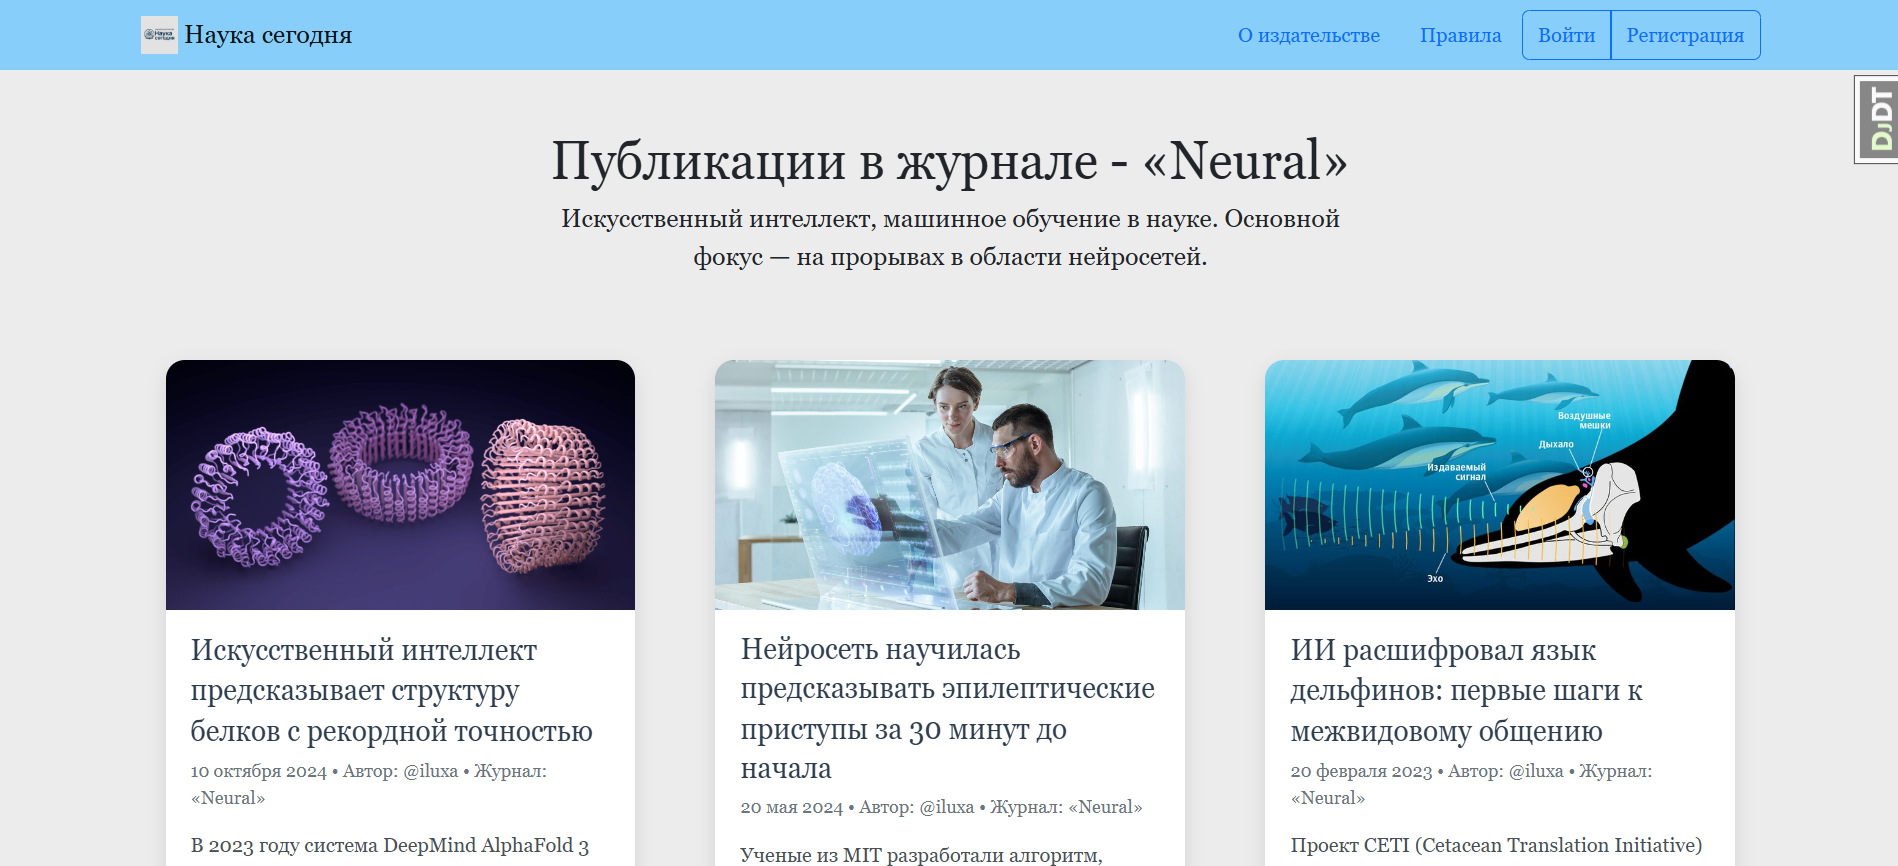 Наука сегодня
О издательстве
Правила
Войти
Регистрация
DJDT
Публикации в журнале - «Neural»
Искусственный интеллект, машинное обучение в науке. Основной
фокус — на прорывах в области нейросетей.
Воздушные
мешки
Дыхало
Издаваемый
сигнал
Эхо
Искусственный интеллект
предсказывает структуру
белков с рекордной точностью
10 октября 2024 • Автор: @iluxa • Журнал:
«Neural»
В 2023 году система DeepMind AlphaFold 3
Нейросеть научилась
предсказывать эпилептические
приступы за 30 минут до
начала
20 мая 2024 • Автор: @iluxa • Журнал: «Neural»
Ученые из MIT разработали алгоритм,
ИИ расшифровал язык
дельфинов: первые шаги к
межвидовому общению
20 февраля 2023 • Автор: @iluxa • Журнал:
«Neural»
Проект CETI (Cetacean Translation Initiative)